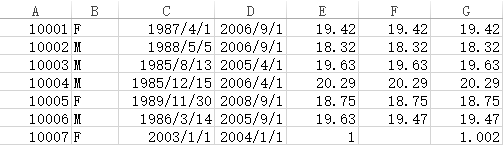 A B C D E F G
10001 F 1987/4/1 2006/9/1 19.42 19.42 19.42
10002 M 1988/5/5 2006/9/1 18.32 18.32 18.32
10003 M 1985/8/13 2005/4/1 19.63 19.63 19.63
10004 M 1985/12/15 2006/4/1 20.29 20.29 20.29
10005 F 1989/11/30 2008/9/1 18.75 18.75 18.75
10006 M 1986/3/14 2005/9/1 19.63 19.47 19.47
10007 F 2003/1/1 2004/1/1 1 1.002